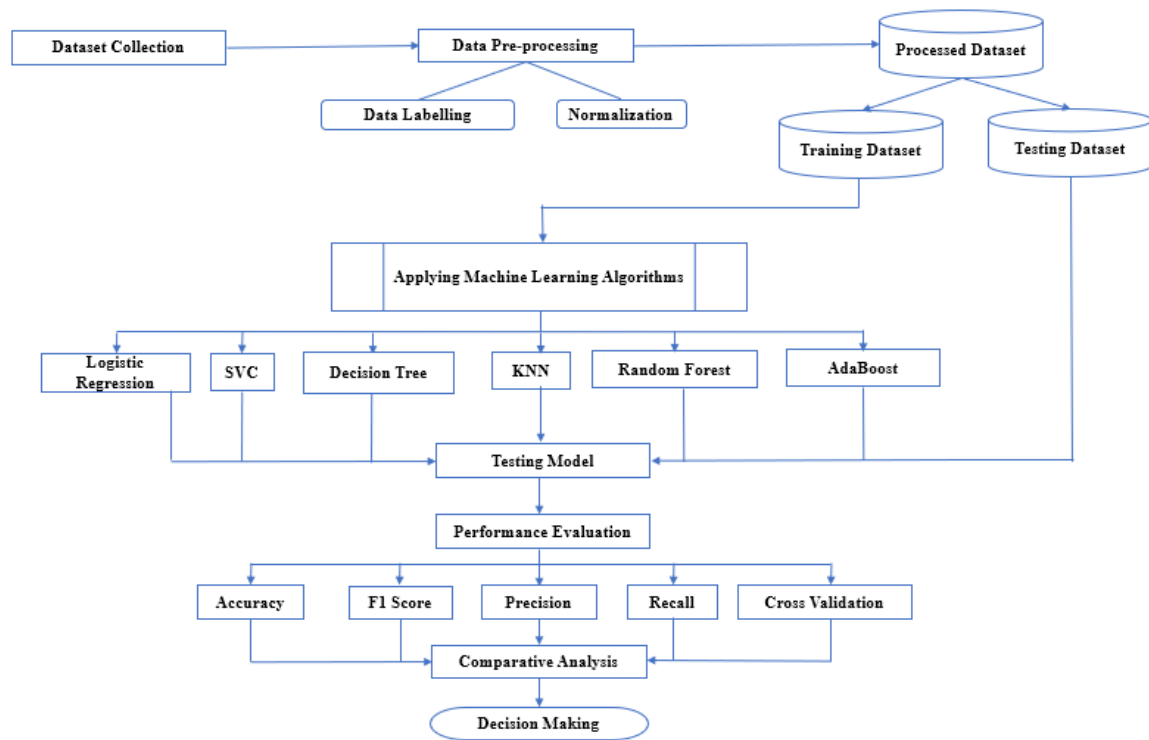 Dataset Collection
Data Pre-processing
Processed Dataset
Data Labelling
Normalization
Training Dataset
Testing Dataset
Applying Machine Learning Algorithms
Logistic
Regression
SVC
Decision Tree
KNN
Random Forest
AdaBoost
Testing Model
Performance Evaluation
Accuracy
F1 Score
Precision
Recall
Cross Validation
Comparative Analysis
Decision Making